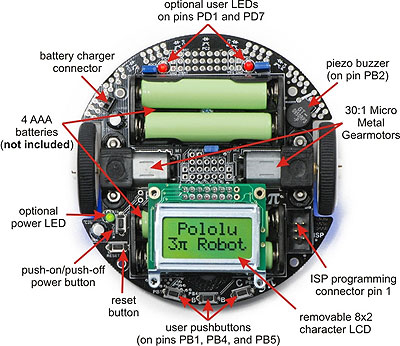 optional user LEDs
on pins PD1 and PD7
battery charger
connector
piezo buzzer
(on pin PB2)
4 AAA
batteries
(not included)
30:1 Micro
Metal
Gearmotors
optional
power LED
Pololu
3π Robot
π
ISP
push-on/push-off
power button
ISP programming
connector pin 1
RESET
reset
button
B
C
removable 8x2
character LCD
user pushbuttons
(on pins PB1, PB4, and PB5)